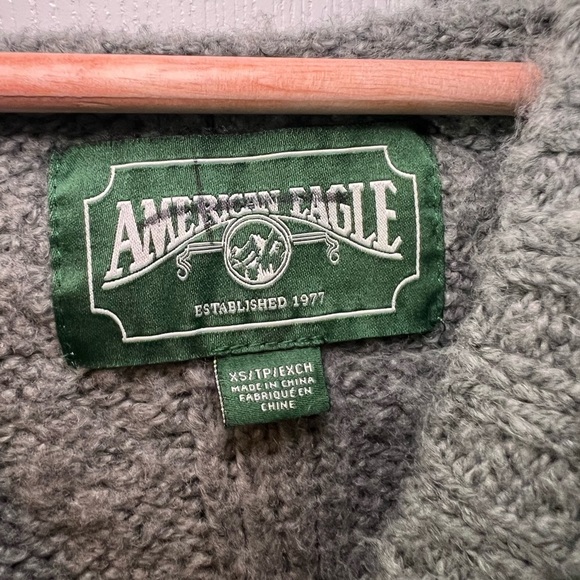 AMERICAN EAGLE
ESTABLISHED 1977
XS/TP/EXCH
MADE IN CHINA
FABRIQUÉ EN
CHINE